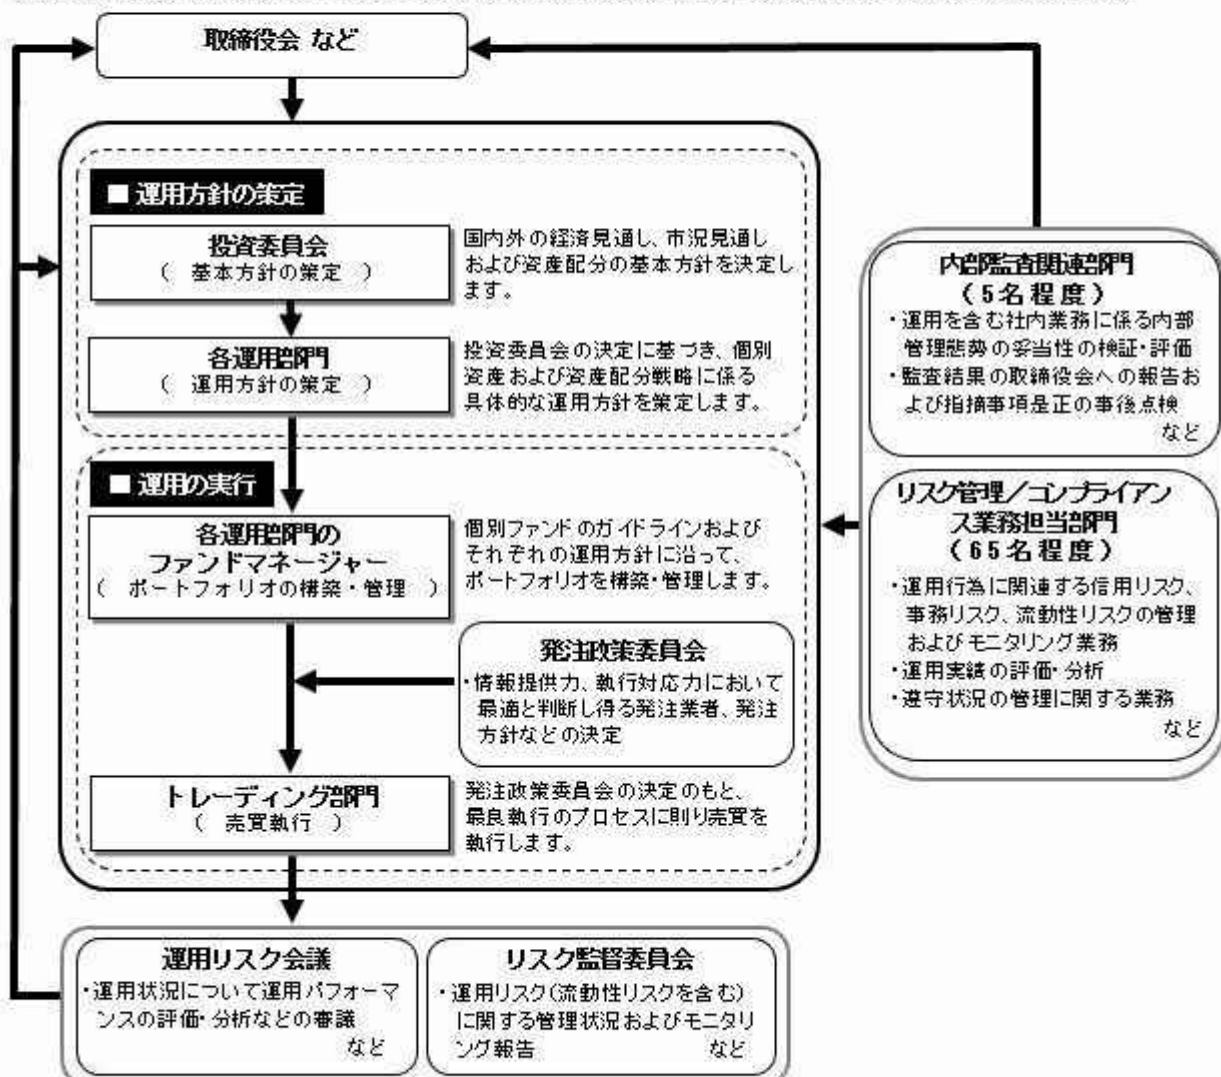 取締役会 など
■ 運用方針の策定
投資委員会
（ 基本方針の策定 ）
国内外の経済見通し、市況見通し
および資産配分の基本方針を決定し
ます。
各運用部門
（ 運用方針の策定 ）
投資委員会の決定に基づき、個別
資産および資産配分戦略に係る
具体的な運用方針を策定します。
■ 運用の実行
各運用部門の
ファンドマネージャー
（ ポートフォリオの構築・管理 ）
個別ファンドのガイドラインおよび
それぞれの運用方針に沿って、
ポートフォリオを構築・管理します。
発注政策委員会
・情報提供力、執行対応力において
最適と判断し得る発注業者、発注
方針などの決定
トレーディング部門
（ 売買執行 ）
発注政策委員会の決定のもと、
最良執行のプロセスに則り売買を
執行します。
内部監査関連部門
（5名程度）
・運用を含む社内業務に係る内部
管理態勢の妥当性の検証・評価
・監査結果の取締役会への報告お
よび指摘事項是正の事後点検
など
リスク管理／コンプライアン
ス業務担当部門
（65名程度）
・運用行為に関連する信用リスク、
事務リスク、流動性リスクの管理
およびモニタリング業務
・運用実績の評価・分析
・遵守状況の管理に関する業務
など
運用リスク会議
・運用状況について運用パフォーマ
ンスの評価・分析などの審議
など
リスク監督委員会
・運用リスク（流動性リスクを含む）
に関する管理状況およびモニタリ
ング報告 など